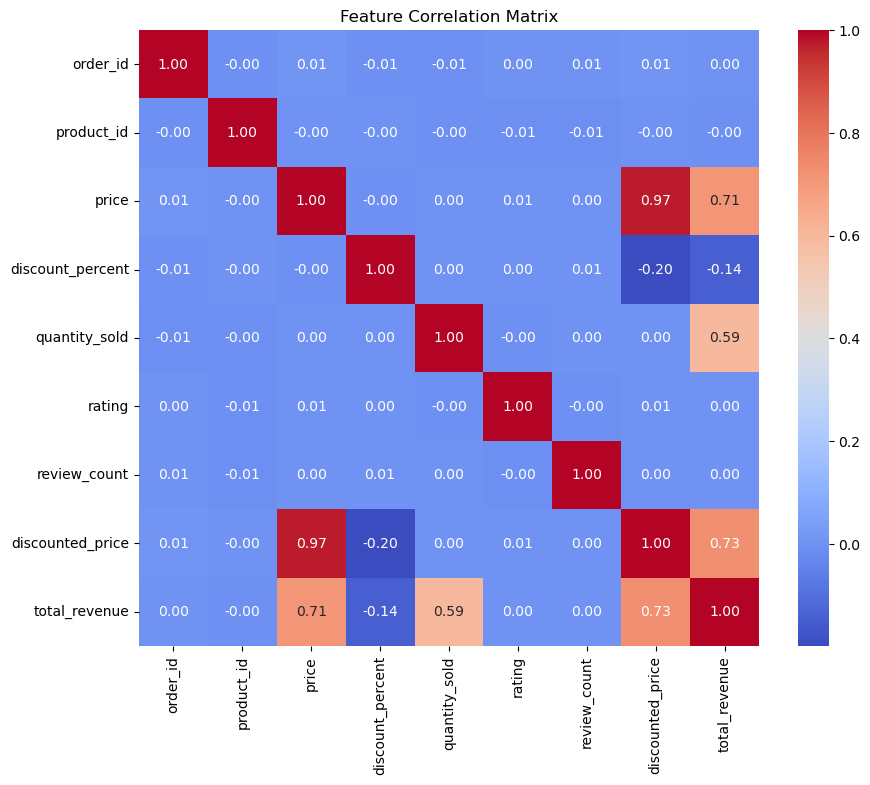 Feature Correlation Matrix
order_id 1.00 -0.00 0.01 -0.01 -0.01 0.00 0.01 0.01 0.00
product_id -0.00 1.00 -0.00 -0.00 -0.00 -0.01 -0.01 -0.00 -0.00
price 0.01 -0.00 1.00 -0.00 0.00 0.01 0.00 0.97 0.71
discount_percent -0.01 -0.00 -0.00 1.00 0.00 0.00 0.01 -0.20 -0.14
quantity_sold -0.01 -0.00 0.00 0.00 1.00 -0.00 0.00 0.00 0.59
rating 0.00 -0.01 0.01 0.00 -0.00 1.00 -0.00 0.01 0.00
review_count 0.01 -0.01 0.00 0.01 0.00 -0.00 1.00 0.00 0.00
discounted_price 0.01 -0.00 0.97 -0.20 0.00 0.01 0.00 1.00 0.73
total_revenue 0.00 -0.00 0.71 -0.14 0.59 0.00 0.00 0.73 1.00
order_id
product_id
price
discount_percent
quantity_sold
rating
review_count
discounted_price
total_revenue
1.0
0.8
0.6
0.4
0.2
0.0